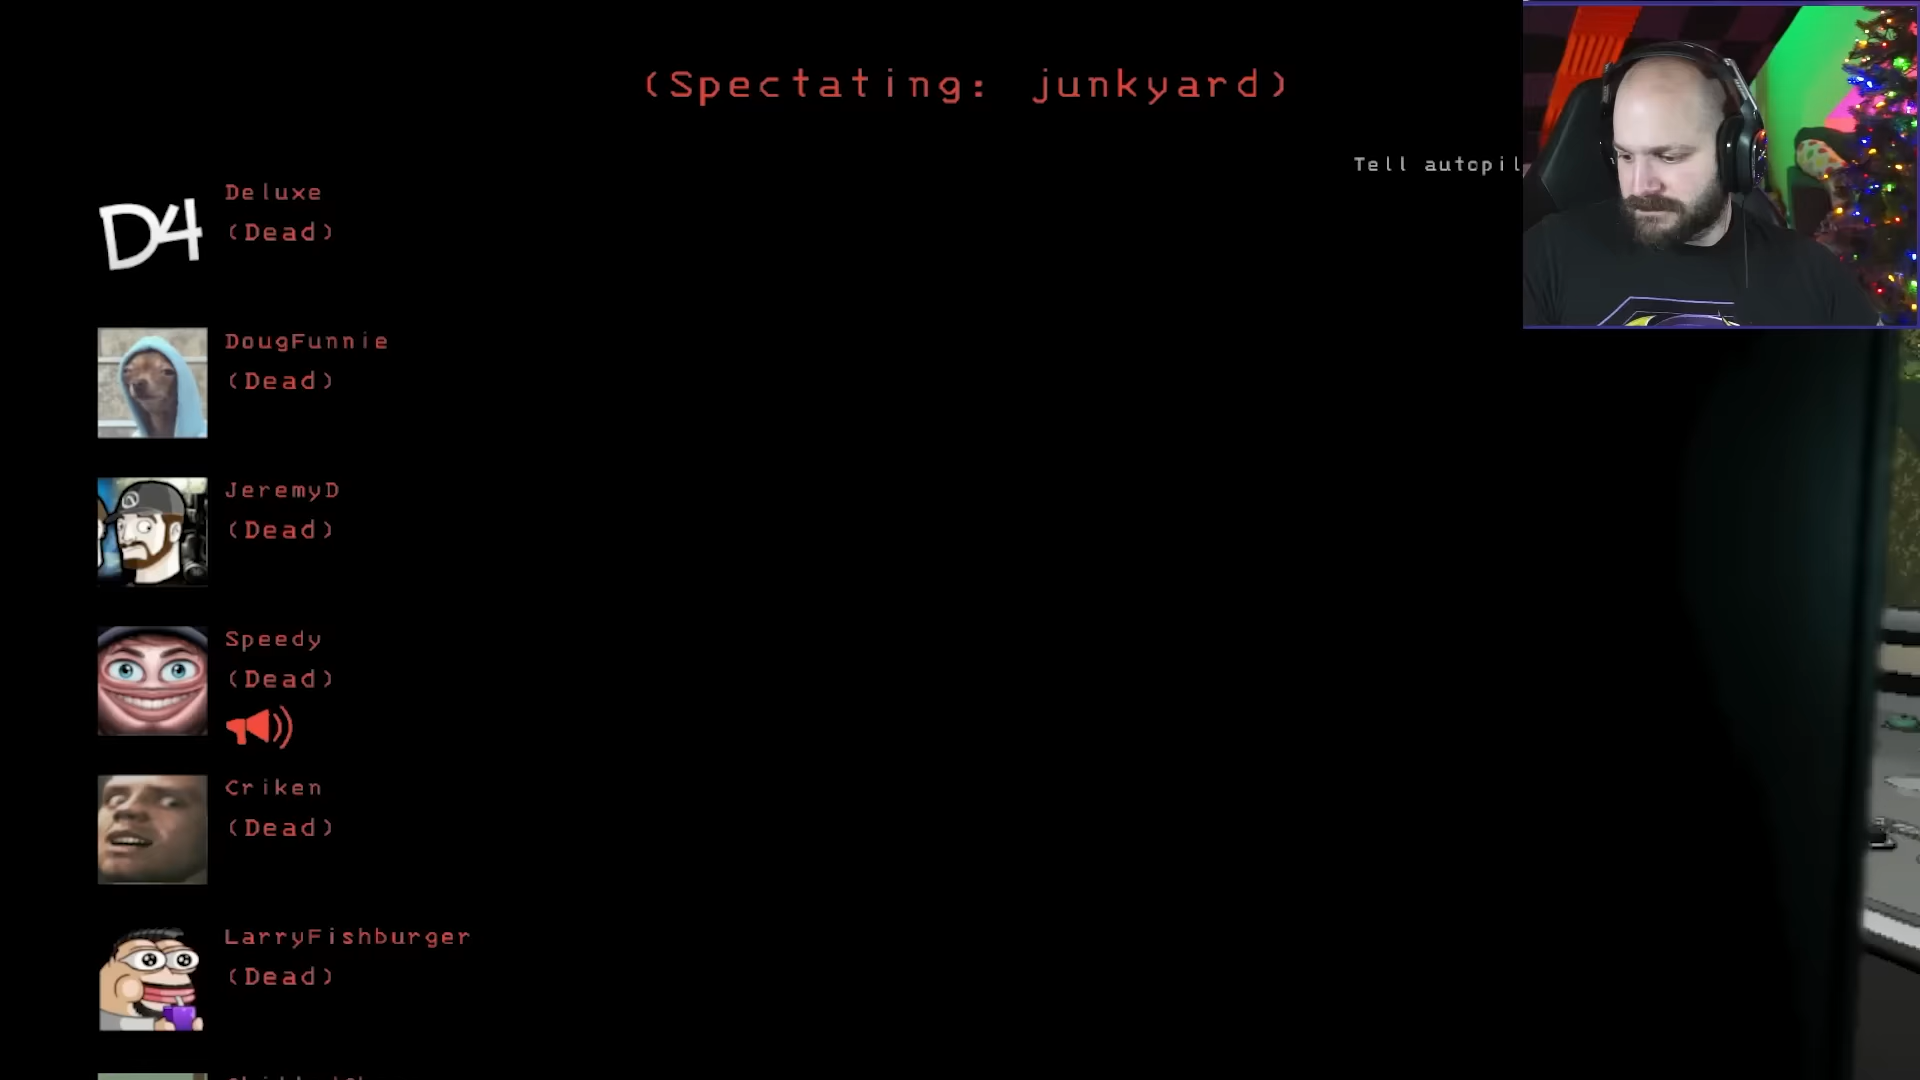 (Spectating: junkyard)
Tell autopil
D4
Deluxe
(Dead)
DougFunnie
(Dead)
JeremyD
(Dead)
Speedy
(Dead)
Criken
(Dead)
LarryFishburger
(Dead)